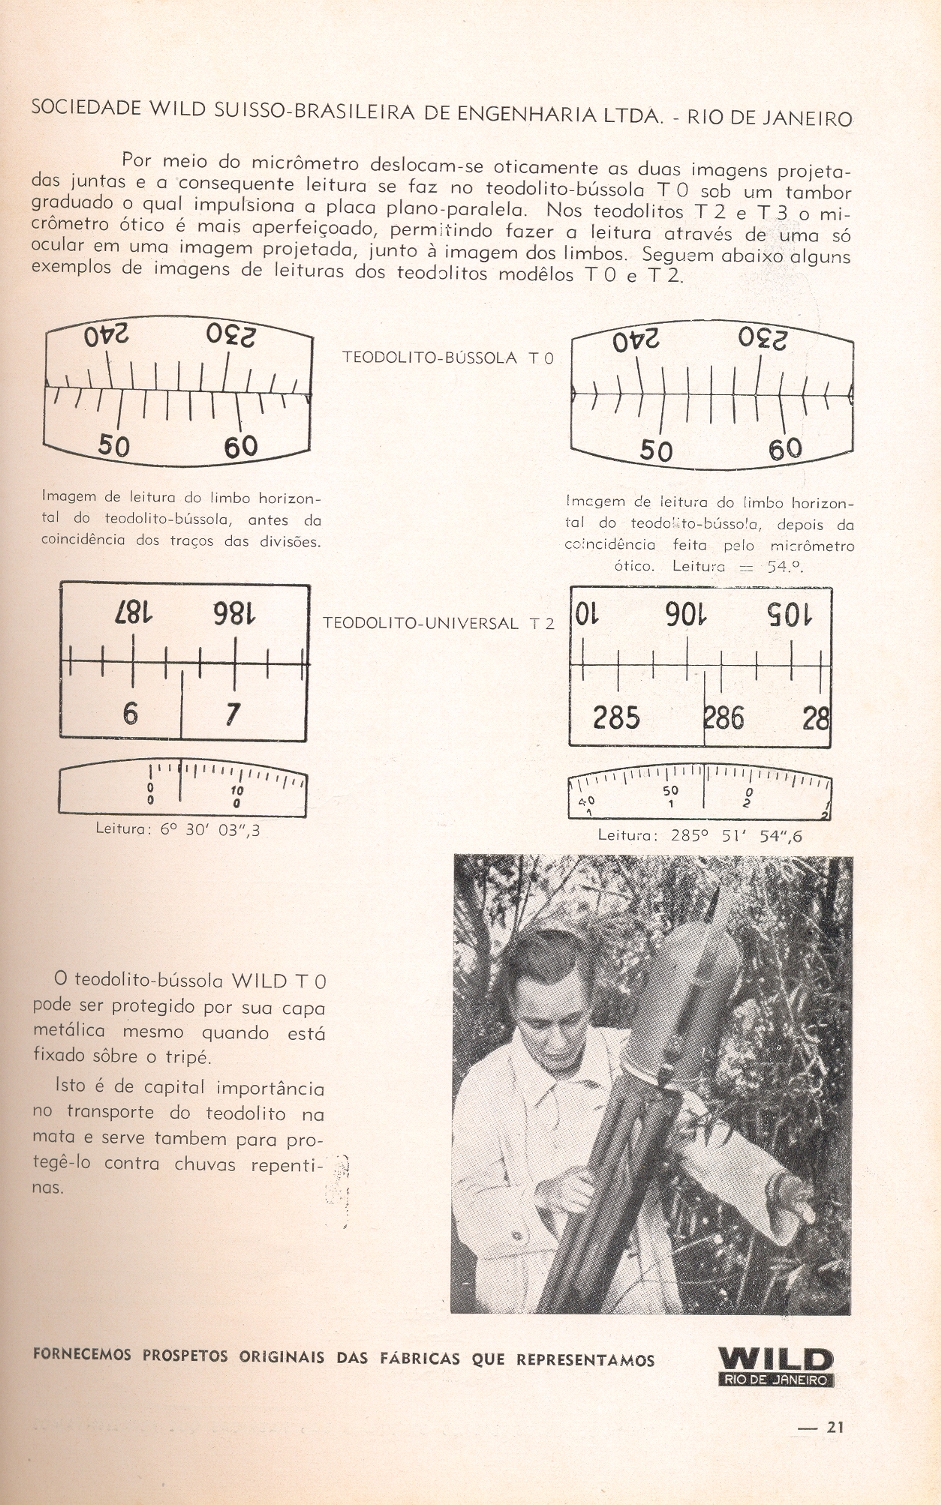 SOCIEDADE WILD SUISSO-BRASILEIRA DE ENGENHARIA LTDA. - RIO DE JANEIRO
Por meio do micrômetro deslocam-se oticamente as duas imagens projeta-
das juntas e a consequente leitura se faz no teodolito-bússola T 0 sob um tambor
graduado o qual impulsiona a placa plano-paralela. Nos teodolitos T 2 e T 3 o mi-
crômetro ótico é mais aperfeiçoado, permitindo fazer a leitura através de uma só
ocular em uma imagem projetada, junto à imagem dos limbos. Seguem abaixo alguns
exemplos de imagens de leituras dos teodolitos modêlos T 0 e T 2.
240 230
50 60
TEODOLITO-BÚSSOLA T 0
240 230
50 60
Imagem de leitura do limbo horizon-
tal do teodolito-bússola, antes da
coincidência dos traços das divisões.
Imagem de leitura do limbo horizon-
tal do teodolito-bússola, depois da
coincidência feita pelo micrômetro
ótico. Leitura = 54.º.
187 186
6 7
TEODOLITO-UNIVERSAL T 2
10 106 105
285 286 28
0 10
0 0
Leitura: 6º 30' 03",3
40 50 0
1 1 2 2
Leitura: 285º 51' 54",6
O teodolito-bússola WILD T 0
pode ser protegido por sua capa
metálica mesmo quando está
fixado sôbre o tripé.
Isto é de capital importância
no transporte do teodolito na
mata e serve tambem para pro-
tegê-lo contra chuvas repenti-
nas.
FORNECEMOS PROSPETOS ORIGINAIS DAS FÁBRICAS QUE REPRESENTAMOS
WILD
RIO DE JANEIRO
— 21